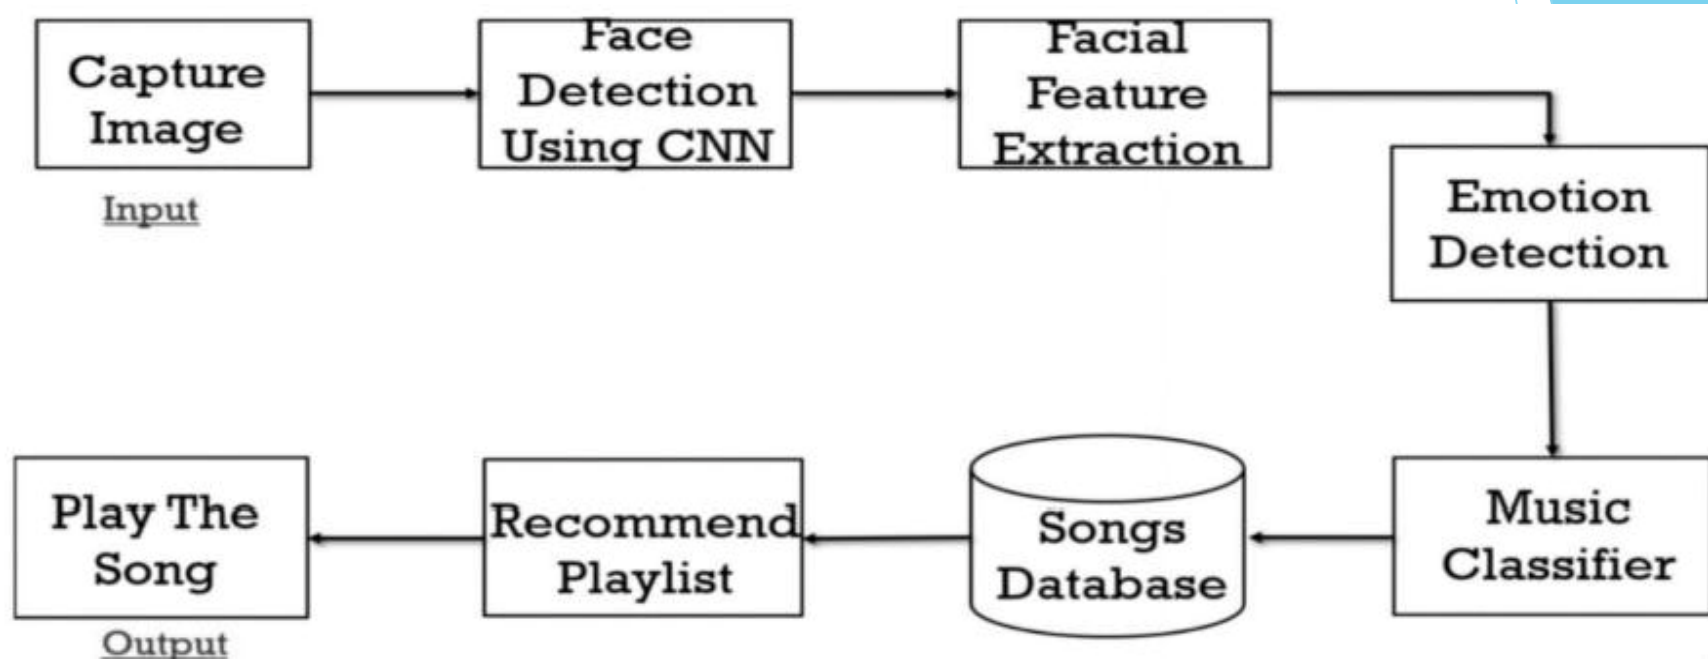 Capture
Image
Input
Face
Detection
Using CNN
Facial
Feature
Extraction
Emotion
Detection
Music
Classifier
Songs
Database
Recommend
Playlist
Play The
Song
Output